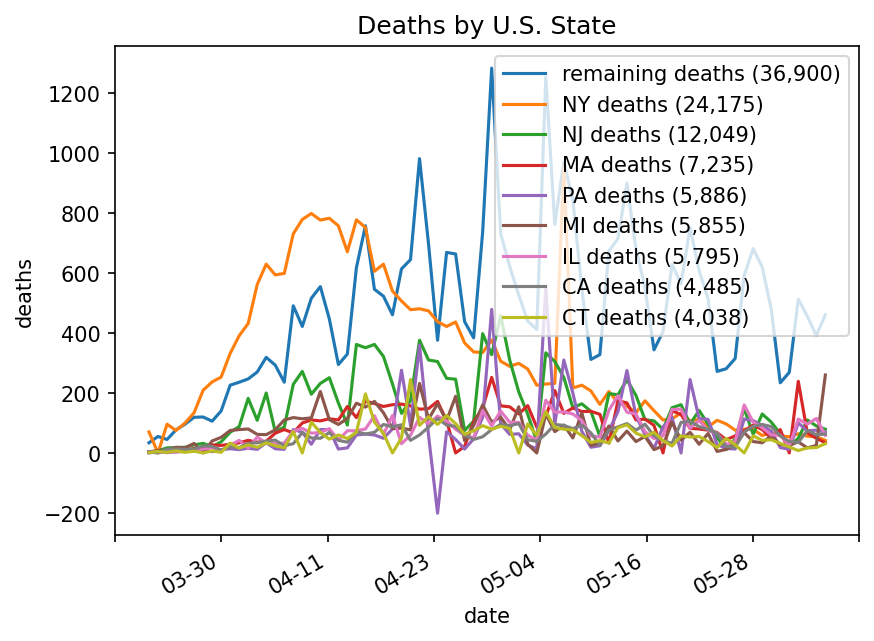 Deaths by U.S. State
remaining deaths (36,900)
NY deaths (24,175)
NJ deaths (12,049)
MA deaths (7,235)
PA deaths (5,886)
MI deaths (5,855)
IL deaths (5,795)
CA deaths (4,485)
CT deaths (4,038)
1200
1000
800
600
400
200
0
−200
deaths
03-30
04-11
04-23
05-04
05-16
05-28
date